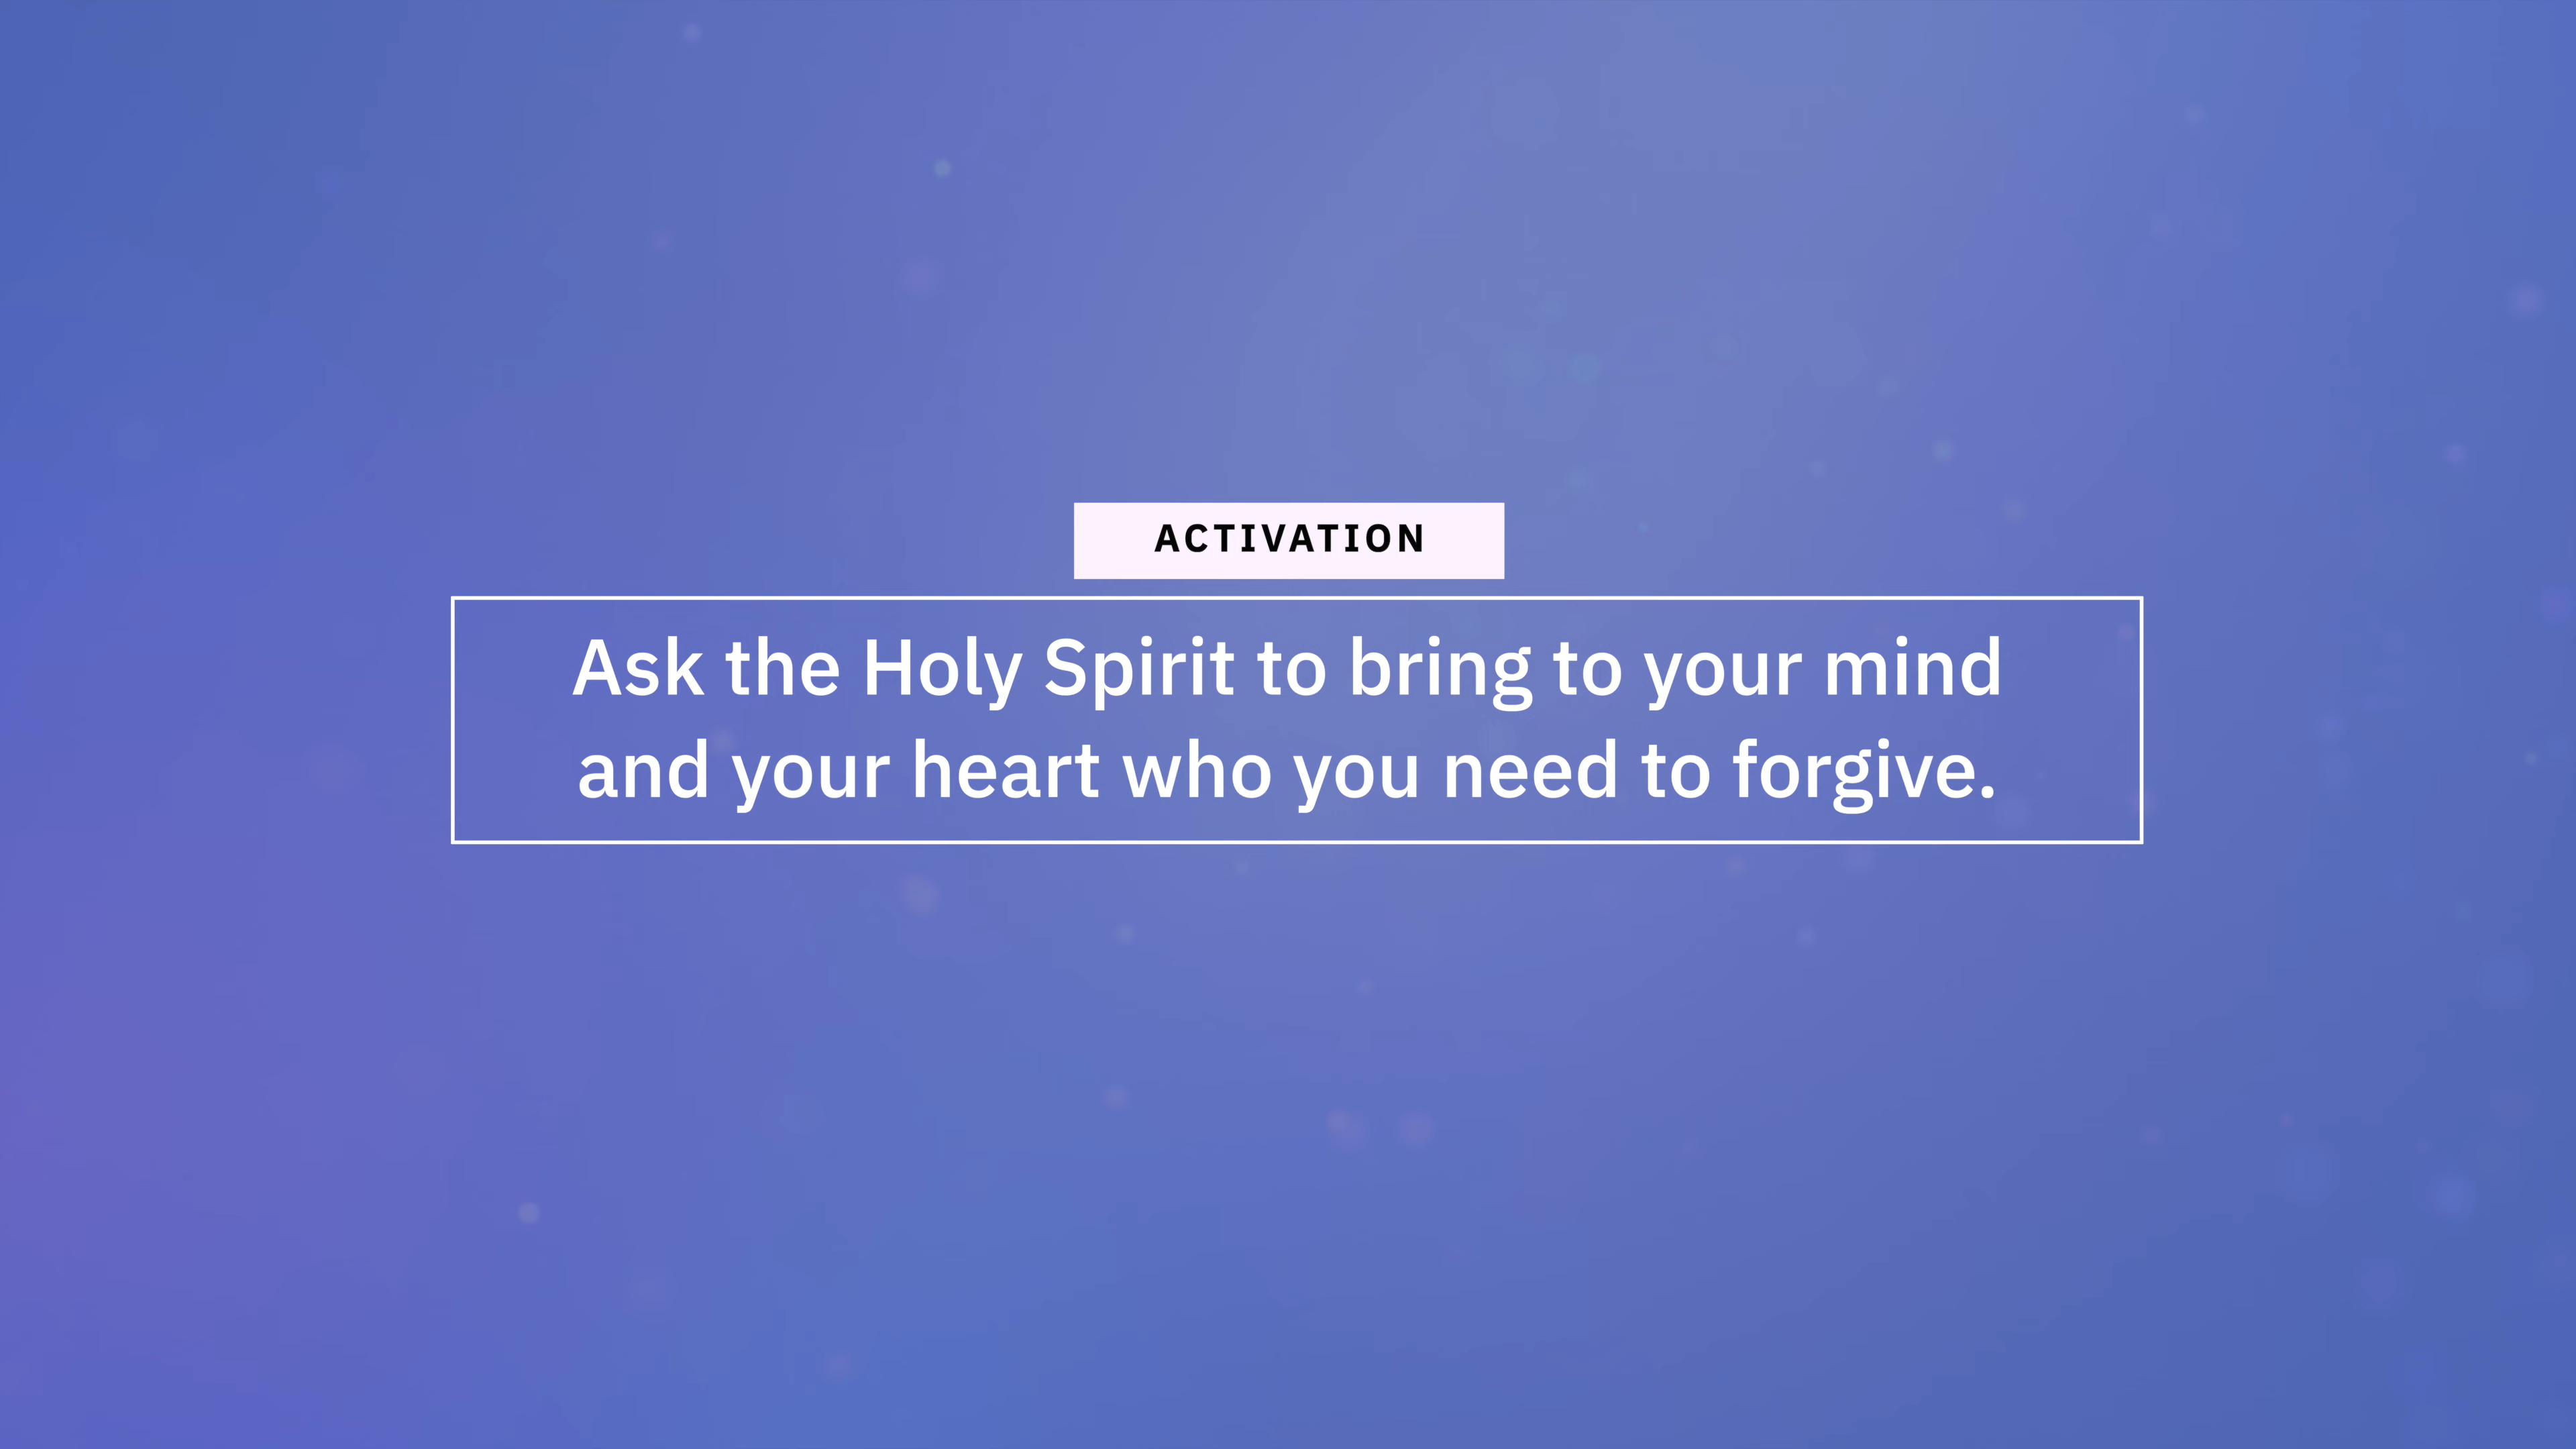 ACTIVATION
Ask the Holy Spirit to bring to your mind
and your heart who you need to forgive.